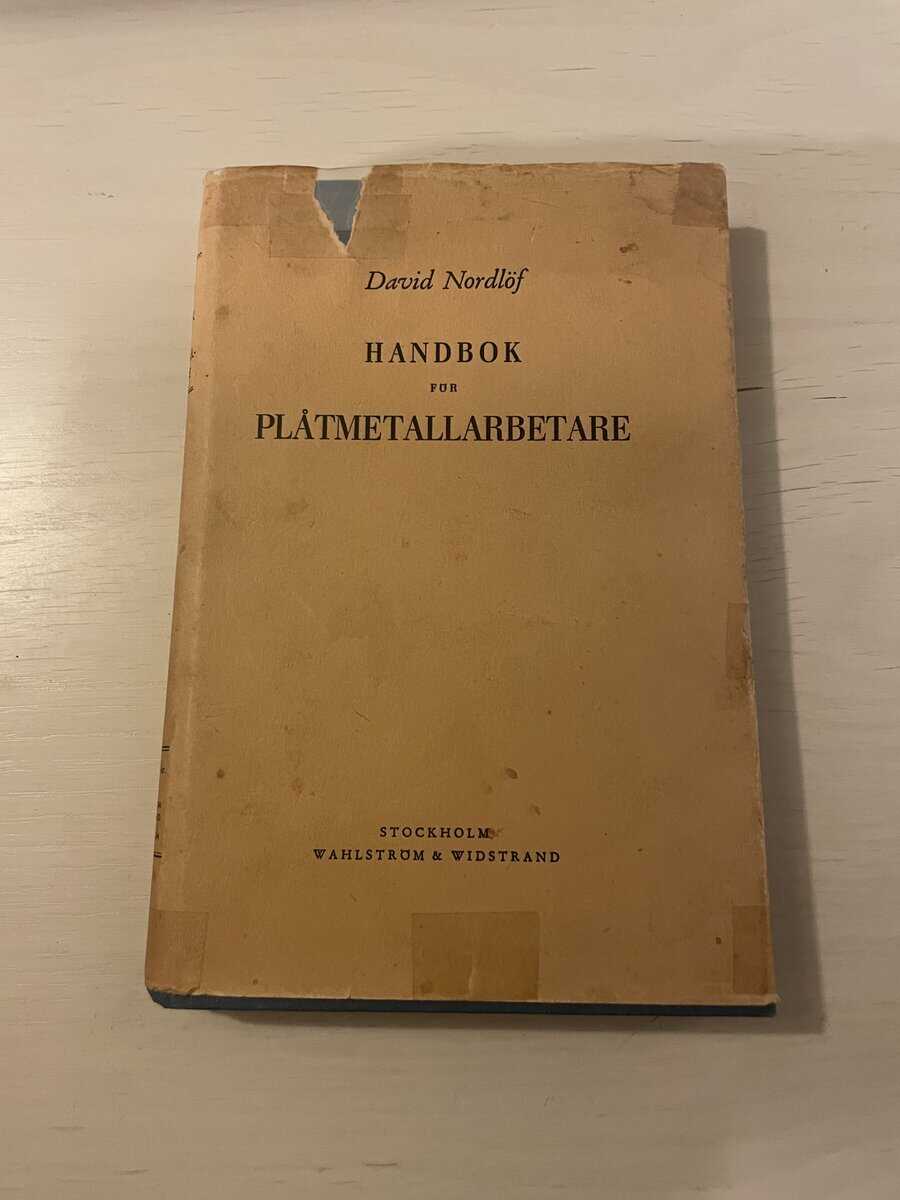 David Nordlöf
HANDBOK
FÖR
PLÅTMETALLARBETARE
STOCKHOLM
WAHLSTRÖM & WIDSTRAND